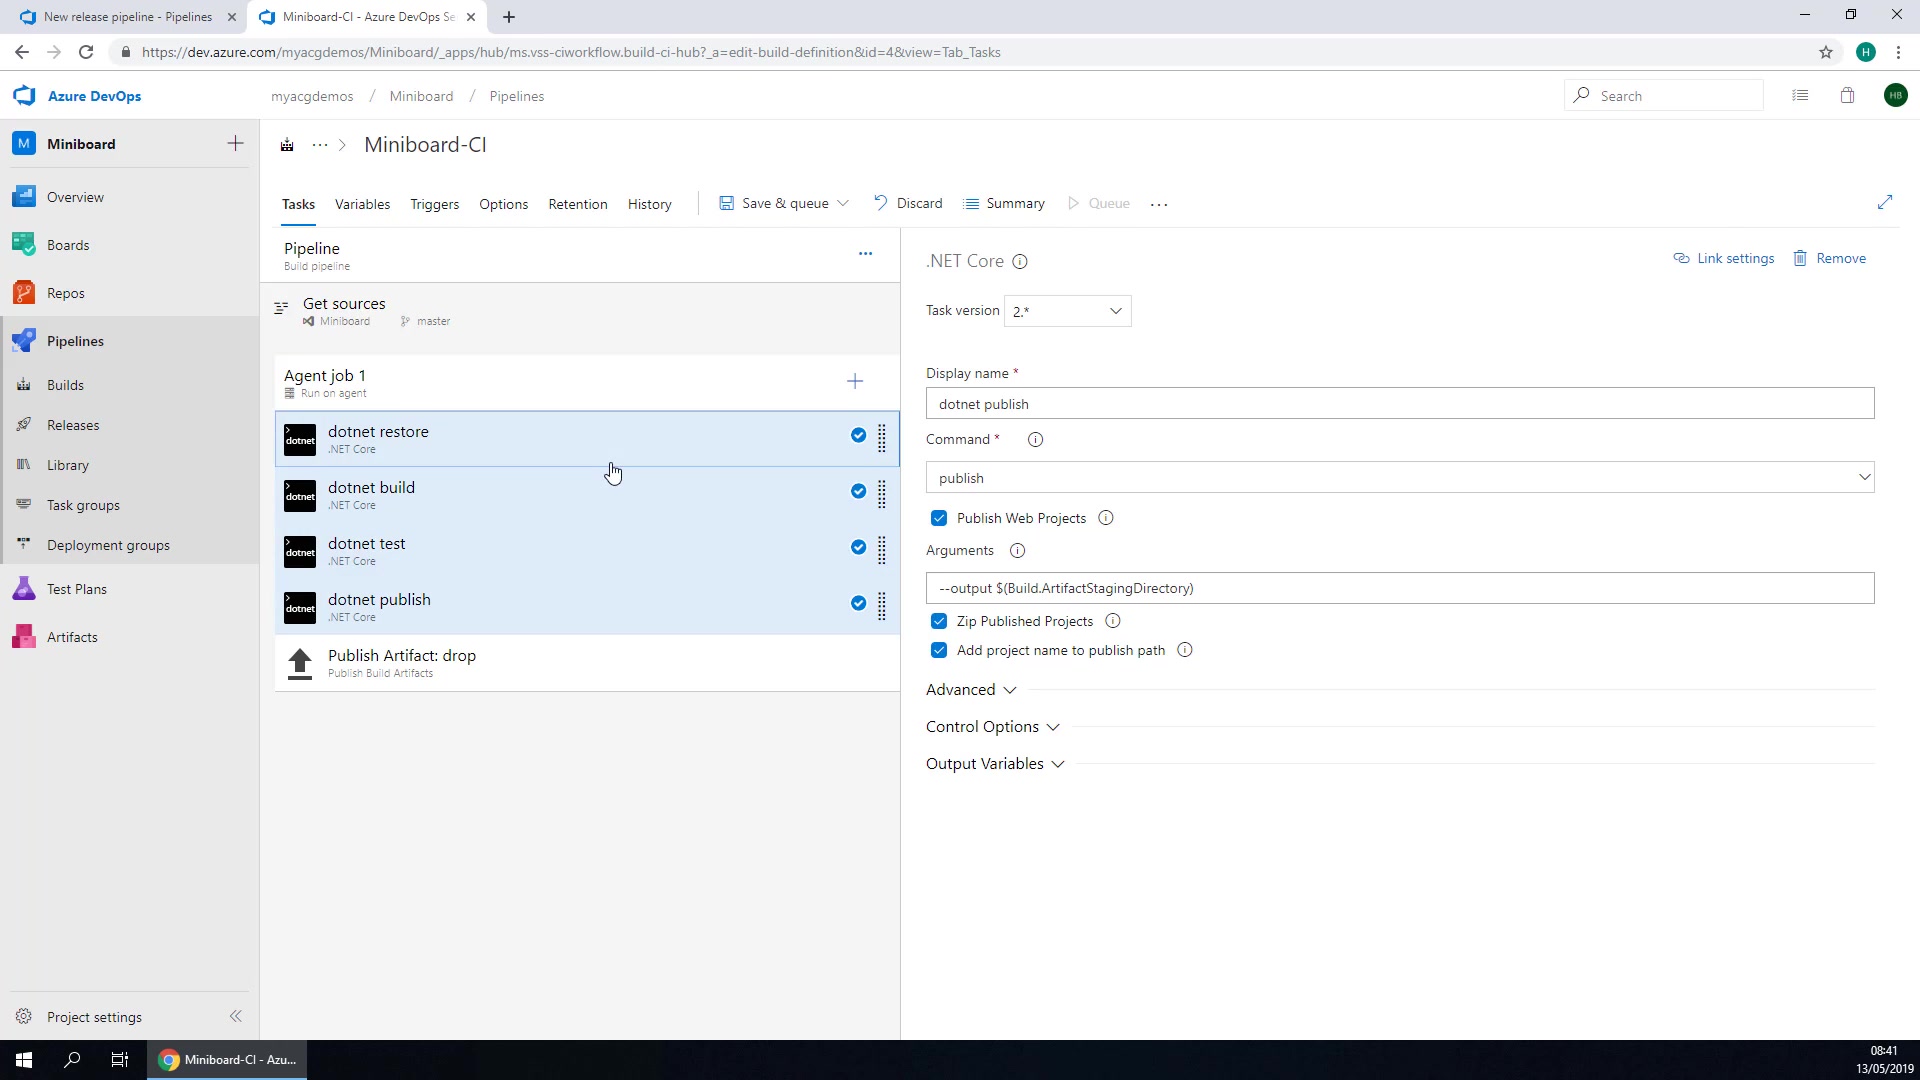 New release pipeline - Pipelines
Miniboard-CI - Azure DevOps Se
https://dev.azure.com/myacgdemos/Miniboard/_apps/hub/ms.vss-ciworkflow.build-ci-hub?_a=edit-build-definition&id=4&view=Tab_Tasks
H
Azure DevOps
myacgdemos / Miniboard / Pipelines
Search
HB
M Miniboard
Miniboard-CI
Overview
Boards
Repos
Pipelines
Builds
Releases
Library
Task groups
Deployment groups
Test Plans
Artifacts
Project settings
Tasks Variables Triggers Options Retention History Save & queue Discard Summary Queue
Pipeline
Build pipeline
Get sources
Miniboard master
Agent job 1
Run on agent
dotnet dotnet restore
.NET Core
dotnet dotnet build
.NET Core
dotnet dotnet test
.NET Core
dotnet dotnet publish
.NET Core
Publish Artifact: drop
Publish Build Artifacts
.NET Core
Link settings Remove
Task version 2.*
Display name *
dotnet publish
Command *
publish
Publish Web Projects
Arguments
--output $(Build.ArtifactStagingDirectory)
Zip Published Projects
Add project name to publish path
Advanced
Control Options
Output Variables
Miniboard-CI - Azu...
08:41
13/05/2019